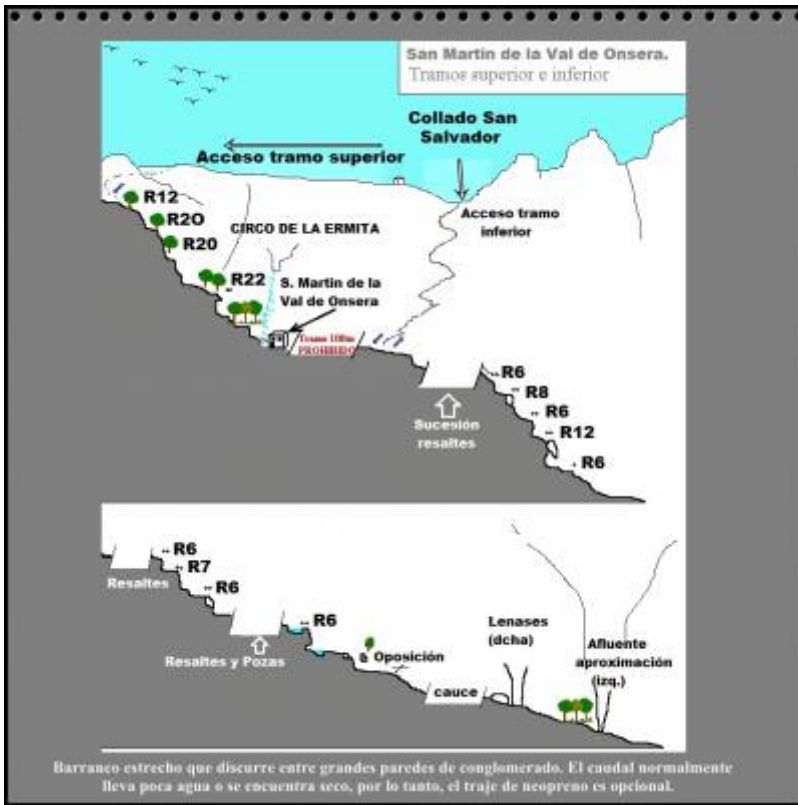 San Martin de la Val de Onsera.
Tramos superior e inferior
Collado San
Salvador
Acceso tramo superior
R12
R2O
R20
R22
CIRCO DE LA ERMITA
Acceso tramo
inferior
S. Martin de la
Val de Onsera
Tramo 100m
PROHIBIDO
Sucesión
resaltes
R6
R8
R6
R12
R6
R6
R7
R6
Resaltes
Resaltes y Pozas
R6
Oposición
cauce
Lenases
(dcha)
Afluente
aproximación
(izq.)
Barranco estrecho que discurre entre grandes paredes de conglomerado. El caudal normalmente
lleva poca agua o se encuentra seco, por lo tanto, el traje de neopreno es opcional.